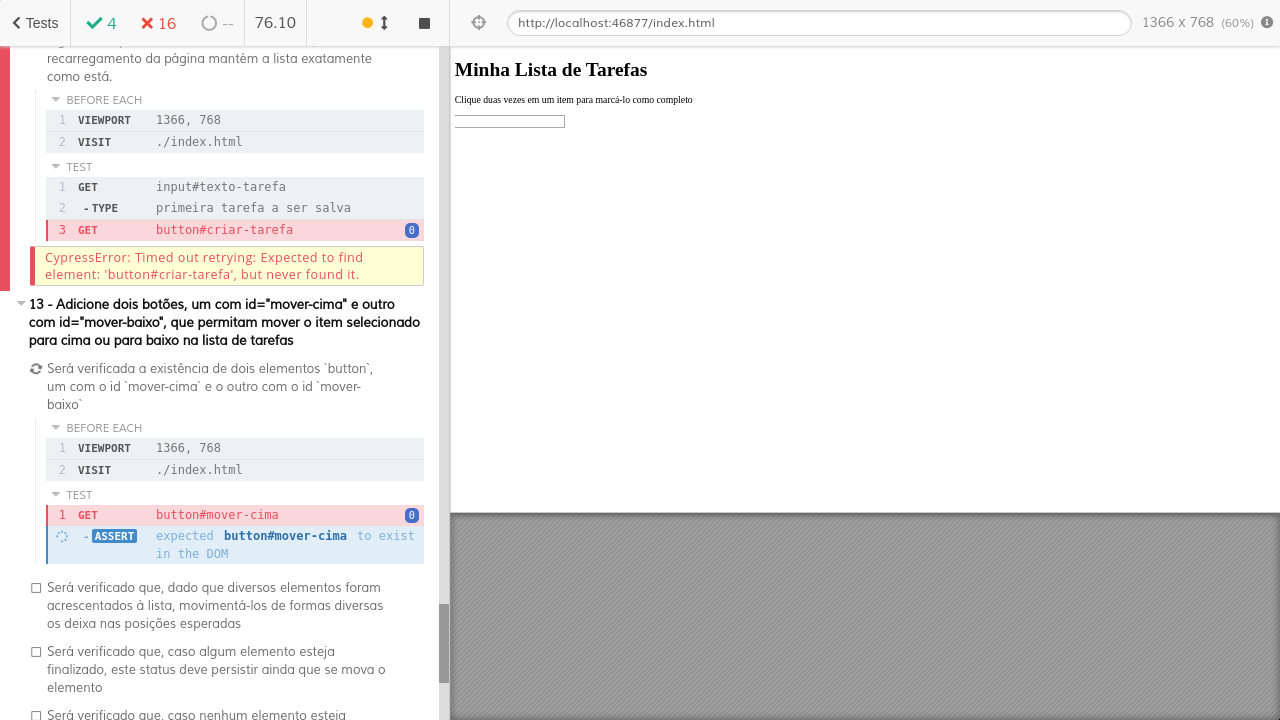 Tests
4
16
--
76.10
http://localhost:46877/index.html
1366 x 768 (60%)
recarregamento da página mantém a lista exatamente
como está.
BEFORE EACH
1 VIEWPORT 1366, 768
2 VISIT ./index.html
TEST
1 GET input#texto-tarefa
2 -TYPE primeira tarefa a ser salva
3 GET button#criar-tarefa 0
CypressError: Timed out retrying: Expected to find
element: 'button#criar-tarefa', but never found it.
13 - Adicione dois botões, um com id="mover-cima" e outro
com id="mover-baixo", que permitam mover o item selecionado
para cima ou para baixo na lista de tarefas
Será verificada a existência de dois elementos `button`,
um com o id `mover-cima` e o outro com o id `mover-
baixo`
BEFORE EACH
1 VIEWPORT 1366, 768
2 VISIT ./index.html
TEST
1 GET button#mover-cima 0
-ASSERT expected button#mover-cima to exist
in the DOM
Será verificado que, dado que diversos elementos foram
acrescentados à lista, movimentá-los de formas diversas
os deixa nas posições esperadas
Será verificado que, caso algum elemento esteja
finalizado, este status deve persistir ainda que se mova o
elemento
Será verificado que, caso nenhum elemento esteja
Minha Lista de Tarefas
Clique duas vezes em um item para marcá-lo como completo